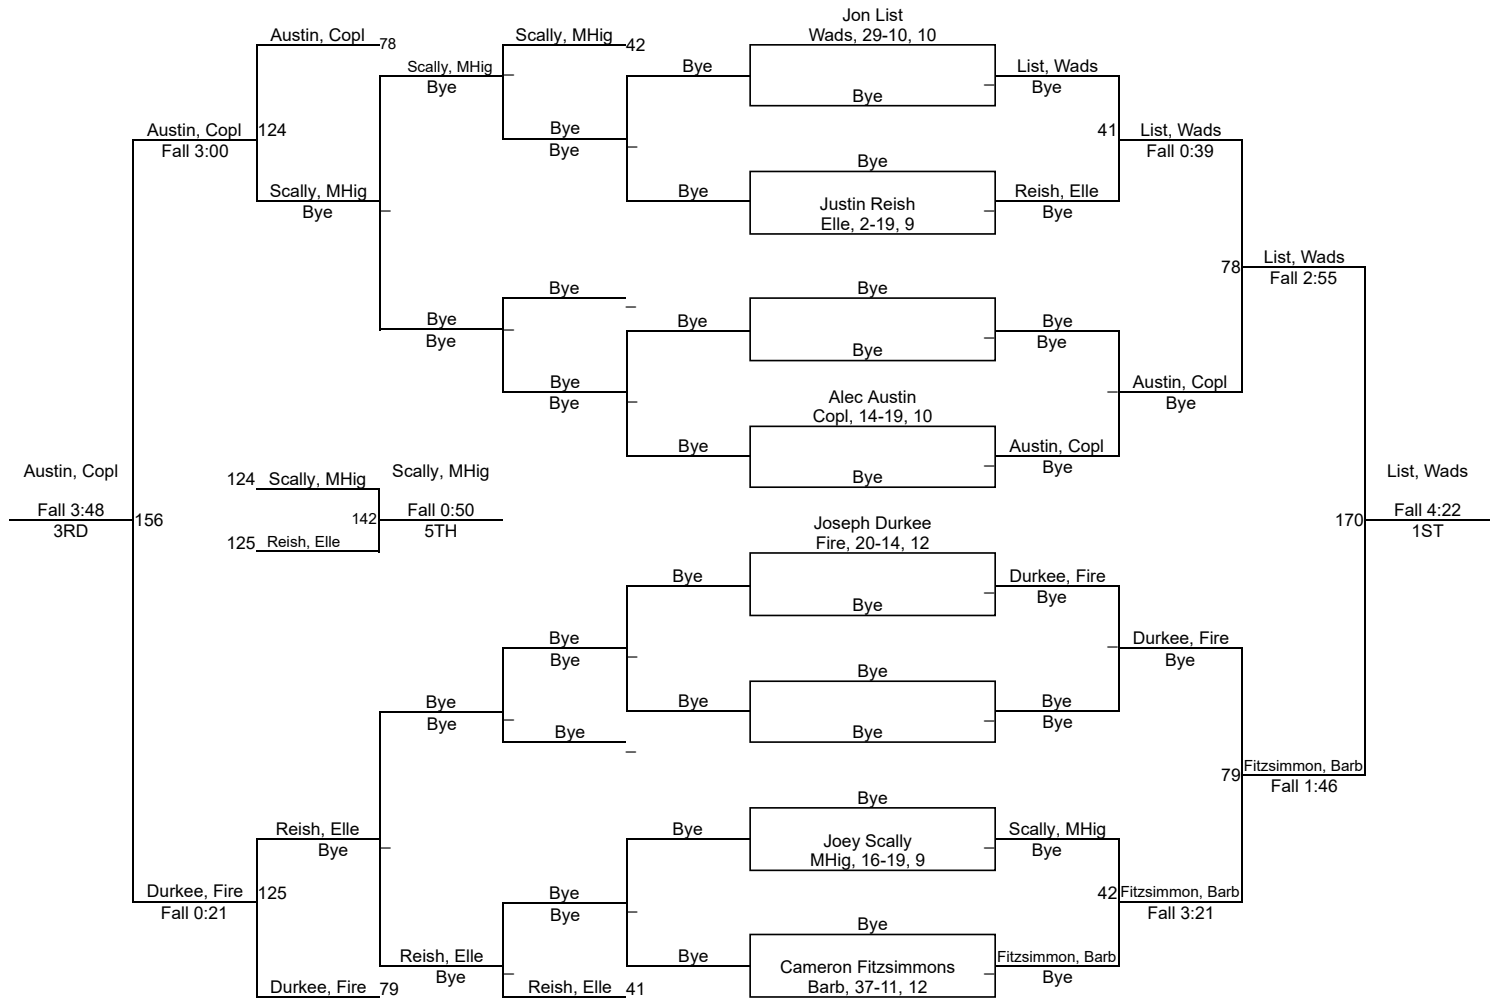 Jon List
Austin, Copl 78 Scally, MHig 42 Wads, 29-10, 10
Scally, MHig Bye List, Wads
Bye Bye Bye
Austin, Copl 124 Bye 41 List, Wads
Fall 3:00 Bye Fall 0:39
Bye
Scally, MHig Bye Reish, Elle
Bye Justin Reish Bye
Elle, 2-19, 9
78 List, Wads
Fall 2:55
Bye Bye
Bye Bye Bye
Bye Bye Bye
Bye Austin, Copl
Bye Alec Austin Bye
Copl, 14-19, 10
Bye Austin, Copl
Bye Bye
Austin, Copl 124 Scally, MHig Scally, MHig List, Wads
Fall 3:48 156 142 Fall 0:50 170 Fall 4:22
3RD 5TH 1ST
125 Reish, Elle
Joseph Durkee
Fire, 20-14, 12
Bye Durkee, Fire
Bye Bye
Bye Durkee, Fire
Bye Bye
Bye
Bye Bye Bye
Bye Bye
Bye Bye
79 Fitzsimmon, Barb
Fall 1:46
Bye
Reish, Elle Bye Scally, MHig
Bye Joey Scally Bye
MHig, 16-19, 9
Durkee, Fire 125 Bye 42 Fitzsimmon, Barb
Fall 0:21 Bye Fall 3:21
Bye
Reish, Elle Bye Fitzsimmon, Barb
Bye Cameron Fitzsimmons Bye
Durkee, Fire 79 Reish, Elle 41 Barb, 37-11, 12